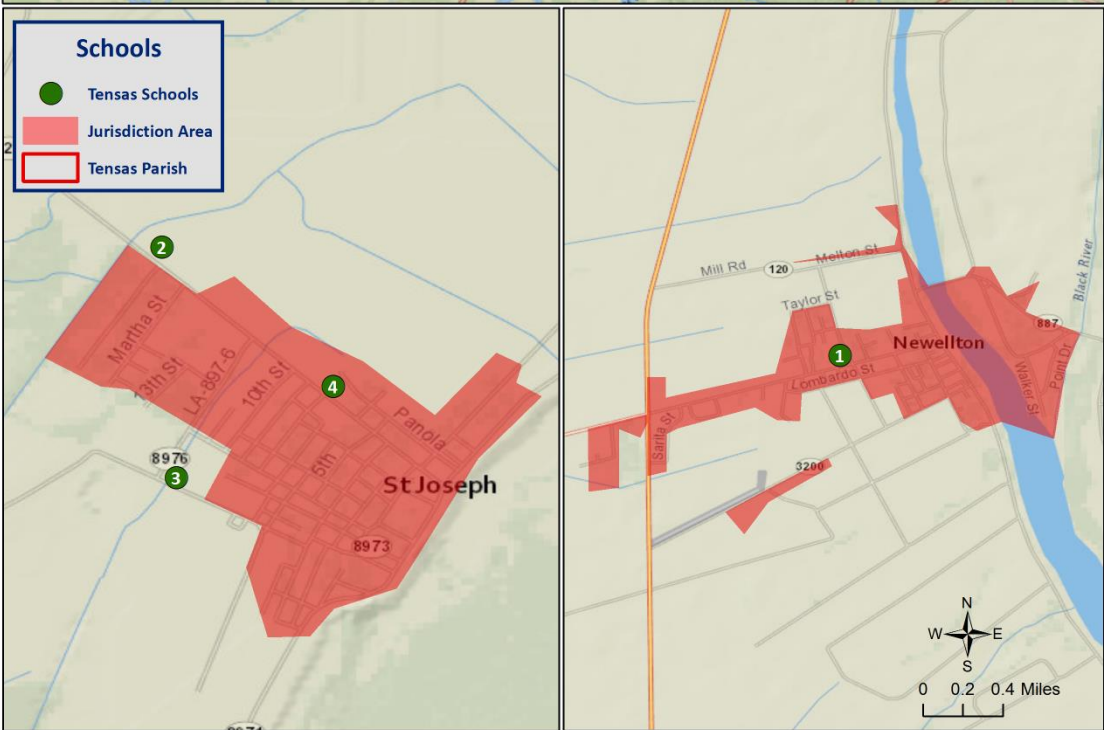 Schools
Tensas Schools
Jurisdiction Area
Tensas Parish
2
2
Martha St
13th St
LA-897-6
10th St
4
Panola
5th
8976
3
St Joseph
8973
Mill Rd
120
Melton St
Taylor St
1
Newellton
Lombardo St
Sarita St
3200
Walker St
Point Dr
887
Black River
N
W
E
S
0 0.2 0.4 Miles